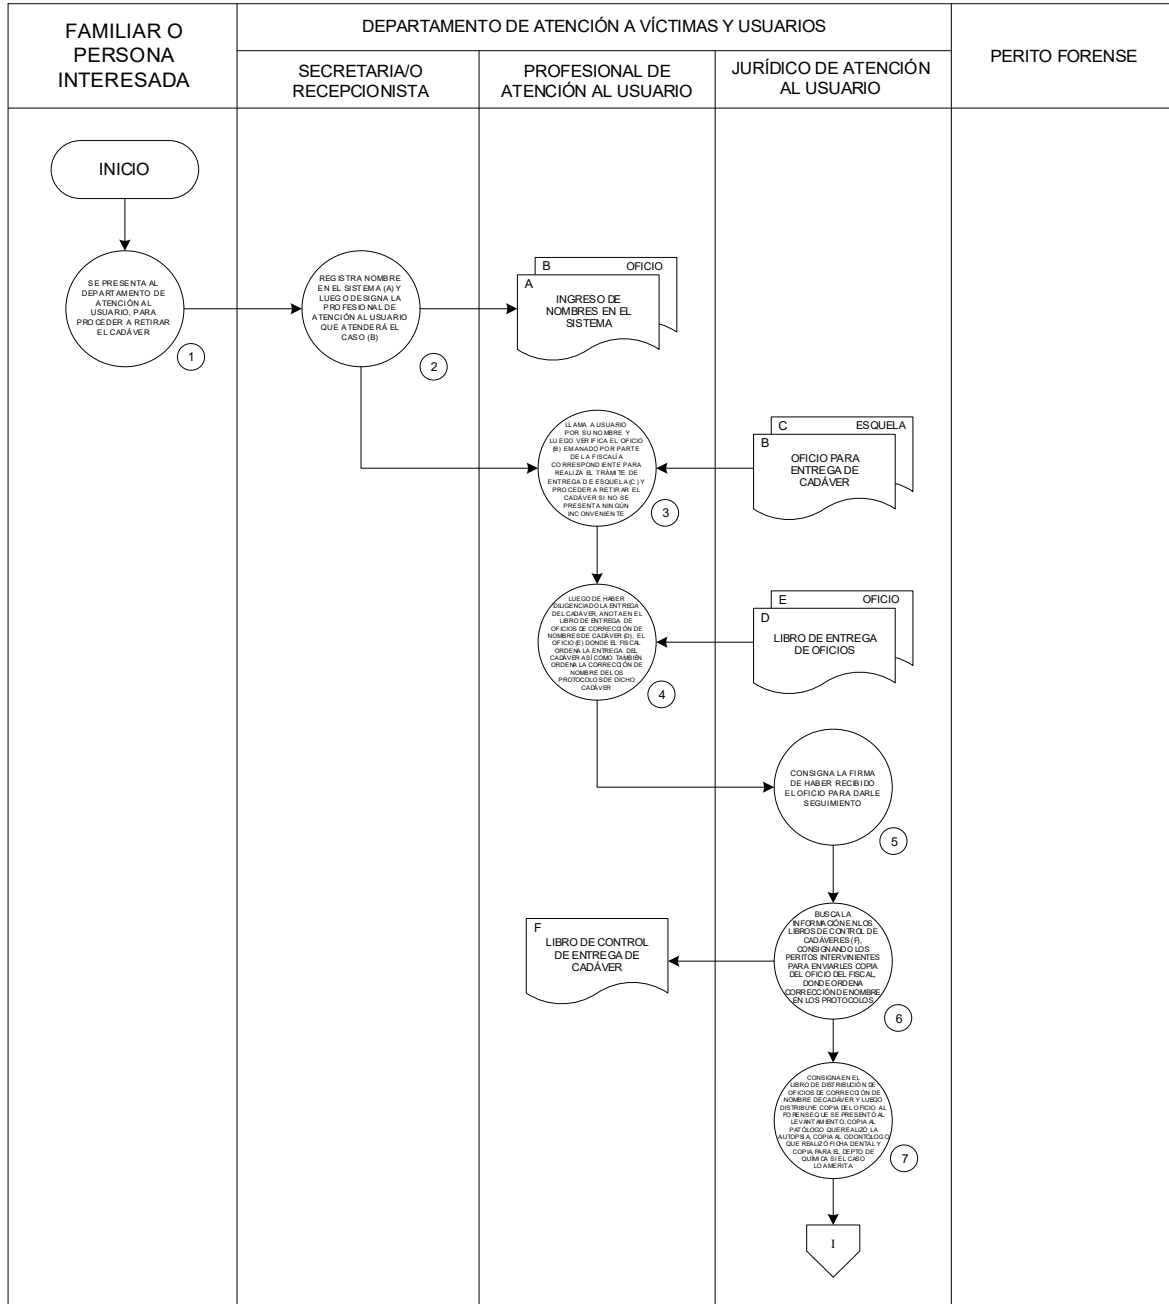 FAMILIAR O
PERSONA
INTERESADA
DEPARTAMENTO DE ATENCIÓN A VÍCTIMAS Y USUARIOS
SECRETARIA/O
RECEPCIONISTA
PROFESIONAL DE
ATENCIÓN AL USUARIO
JURÍDICO DE ATENCIÓN
AL USUARIO
PERITO FORENSE
INICIO
SE PRESENTA AL
DEPARTAMENTO DE
ATENCIÓN AL
USUARIO, PARA
PROCEDER A RETIRAR
EL CADÁVER
1
REGISTRA NOMBRE
EN EL SISTEMA (A) Y
LUEGO DESIGNA LA
PROFESIONAL DE
ATENCIÓN AL USUARIO
QUE ATENDERÁ EL
CASO (B)
2
B OFICIO
A
INGRESO DE
NOMBRES EN EL
SISTEMA
LLAMA A USUARIO
POR SU NOMBRE Y
LUEGO VERIFICA EL OFICIO
(B) EMANADO POR PARTE
DE LA FISCALÍA
CORRESPONDIENTE PARA
REALIZA EL TRÁMITE DE
ENTREGA DE ESQUELA (C) Y
PROCEDER A RETIRAR EL
CADÁVER SI NO SE
PRESENTA NINGÚN
INCONVENIENTE
3
C ESQUELA
B
OFICIO PARA
ENTREGA DE
CADÁVER
LUEGO DE HABER
DILIGENCIADO LA ENTREGA
DEL CADÁVER, ANOTA EN EL
LIBRO DE ENTREGA DE
OFICIOS DE CORRECCIÓN DE
NOMBRES DE CADÁVER (D), EL
OFICIO (E) DONDE EL FISCAL
ORDENA LA ENTREGA DEL
CADÁVER ASÍ COMO TAMBIÉN
ORDENA LA CORRECCIÓN DE
NOMBRE DE LOS
PROTOCOLOS DE DICHO
CADÁVER
4
E OFICIO
D
LIBRO DE ENTREGA
DE OFICIOS
CONSIGNA LA FIRMA
DE HABER RECIBIDO
EL OFICIO PARA DARLE
SEGUIMIENTO
5
BUSCA LA
INFORMACIÓN EN LOS
LIBROS DE CONTROL DE
CADÁVERES (F),
CONSIGNANDO LOS
PERITOS INTERVINIENTES
PARA ENVIARLES COPIA
DEL OFICIO DEL FISCAL,
DONDE ORDENA
CORRECCIÓN DE NOMBRE
EN LOS PROTOCOLOS
6
F
LIBRO DE CONTROL
DE ENTREGA DE
CADÁVER
CONSIGNA EN EL
LIBRO DE DISTRIBUCIÓN DE
OFICIOS DE CORRECCIÓN DE
NOMBRE DE CADÁVER Y LUEGO
DISTRIBUYE COPIA DEL OFICIO AL
FORENSE QUE SE PRESENTÓ AL
LEVANTAMIENTO, COPIA AL
PATÓLOGO QUE REALIZÓ LA
AUTOPSIA, COPIA AL ODONTÓLOGO
QUE REALIZÓ FICHA DENTAL Y
COPIA PARA EL DEPTO DE
QUÍMICA SI EL CASO
LO AMERITA
7
I